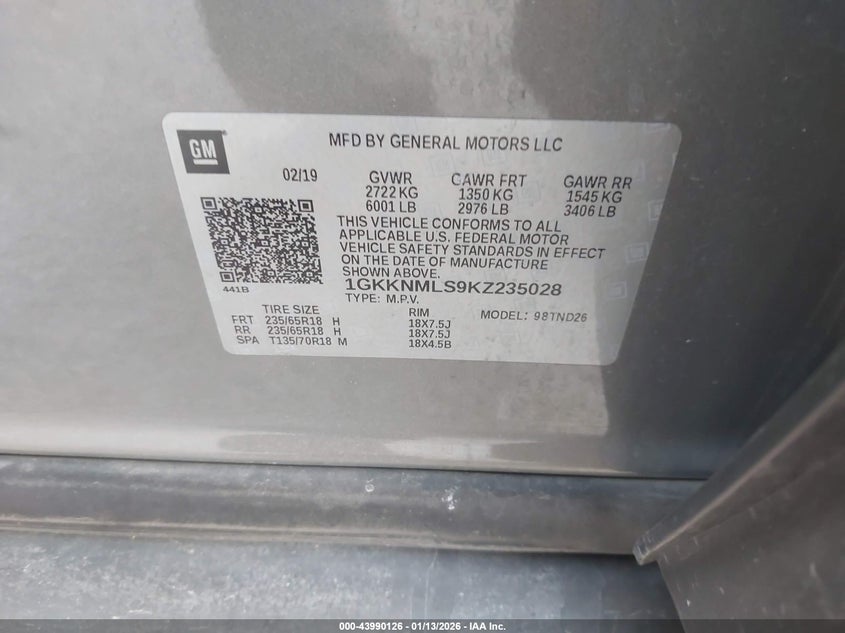 GM
MFD BY GENERAL MOTORS LLC
02/19 GVWR GAWR FRT GAWR RR
2722 KG 1350 KG 1545 KG
6001 LB 2976 LB 3406 LB
THIS VEHICLE CONFORMS TO ALL
APPLICABLE U.S. FEDERAL MOTOR
VEHICLE SAFETY STANDARDS IN EFFECT
ON THE DATE OF MANUFACTURE
SHOWN ABOVE.
441B
1GKKNMLS9KZ235028
TYPE: M.P.V.
TIRE SIZE RIM MODEL: 98TND26
FRT 235/65R18 H 18X7.5J
RR 235/65R18 H 18X7.5J
SPA T135/70R18 M 18X4.5B
000-43990126 - 01/13/2026 - IAA Inc.